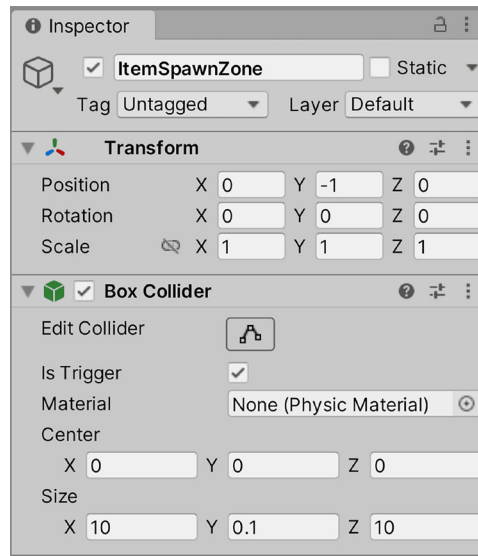 Inspector
ItemSpawnZone Static
Tag Untagged Layer Default
Transform
Position X 0 Y -1 Z 0
Rotation X 0 Y 0 Z 0
Scale X 1 Y 1 Z 1
Box Collider
Edit Collider
Is Trigger
Material None (Physic Material)
Center
X 0 Y 0 Z 0
Size
X 10 Y 0.1 Z 10